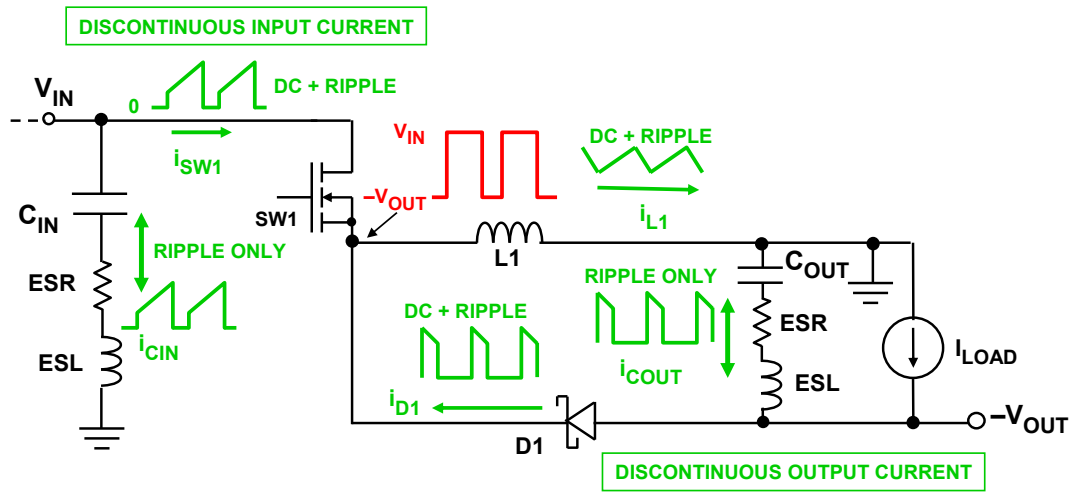 DISCONTINUOUS INPUT CURRENT
VIN
0
DC + RIPPLE
iSW1
VIN
DC + RIPPLE
–VOUT
iL1
SW1
CIN
L1
COUT
RIPPLE ONLY
RIPPLE ONLY
ESR
DC + RIPPLE
ESR
ILOAD
iCIN
ESL
iCOUT
ESL
iD1
D1
–VOUT
DISCONTINUOUS OUTPUT CURRENT